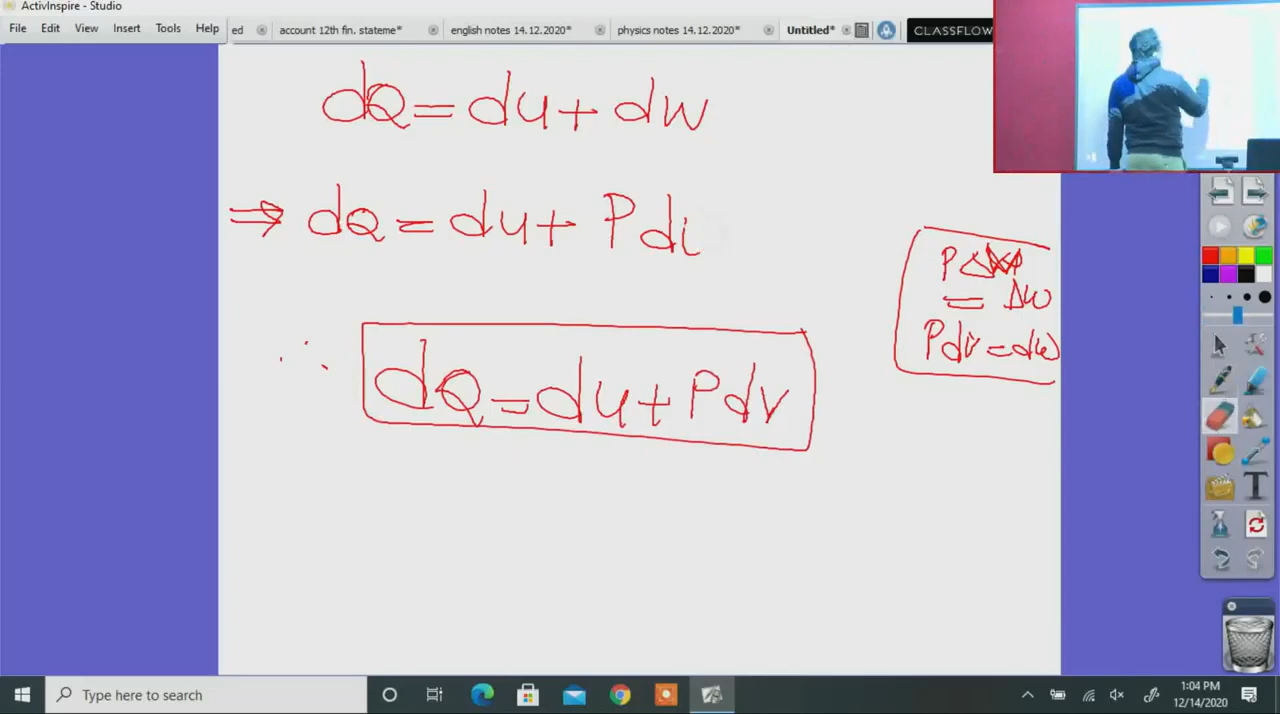 ActivInspire - Studio
File Edit View Insert Tools Help
ed
account 12th fin. stateme*
english notes 14.12.2020*
physics notes 14.12.2020*
Untitled*
CLASSFLOW
dQ = du + dw
⇒ dQ = du + Pdi
= Δw
Pdv = dw
∴ dQ = du + Pdv
T
Type here to search
1:04 PM
12/14/2020